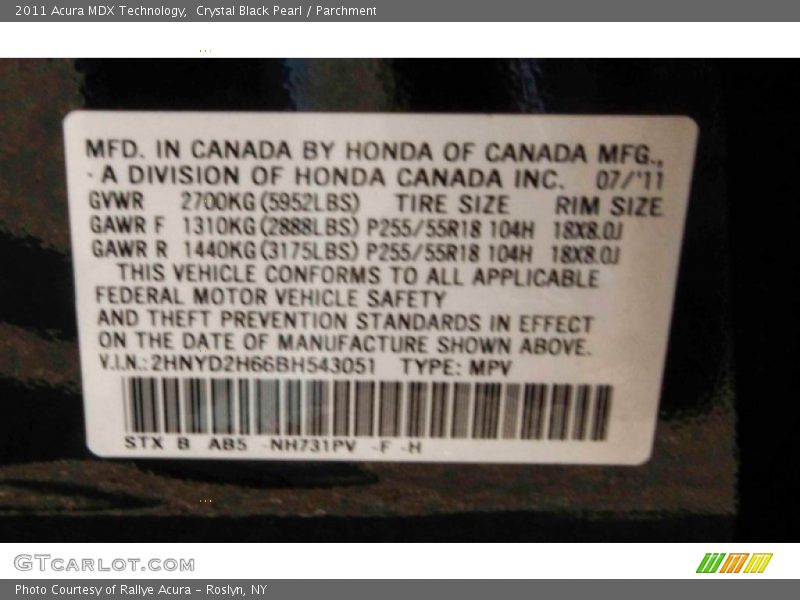 2011 Acura MDX Technology,  Crystal Black Pearl / Parchment
MFD. IN CANADA BY HONDA OF CANADA MFG.,
A DIVISION OF HONDA CANADA INC. 07/'11
GVWR 2700KG(5952LBS) TIRE SIZE RIM SIZE
GAWR F 1310KG(2888LBS) P255/55R18 104H 18X8.0J
GAWR R 1440KG(3175LBS) P255/55R18 104H 18X8.0J
THIS VEHICLE CONFORMS TO ALL APPLICABLE
FEDERAL MOTOR VEHICLE SAFETY
AND THEFT PREVENTION STANDARDS IN EFFECT
ON THE DATE OF MANUFACTURE SHOWN ABOVE.
V.I.N.: 2HNYD2H66BH543051 TYPE: MPV
STX B AB5 -NH731PV -F -H
GTCARLOT.COM
Photo Courtesy of Rallye Acura - Roslyn, NY